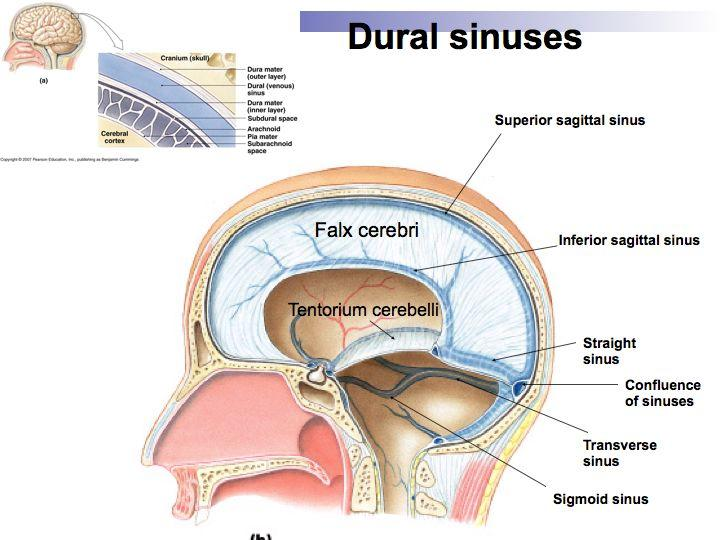 Dural sinuses
(a)
Cranium (skull)
Dura mater
(outer layer)
Dural (venous)
sinus
Dura mater
(inner layer)
Subdural space
Arachnoid
Pia mater
Subarachnoid
space
Cerebral
cortex
Copyright © 2007 Pearson Education, Inc., publishing as Benjamin Cummings
Superior sagittal sinus
Falx cerebri
Inferior sagittal sinus
Tentorium cerebelli
Straight
sinus
Confluence
of sinuses
Transverse
sinus
Sigmoid sinus
(b)